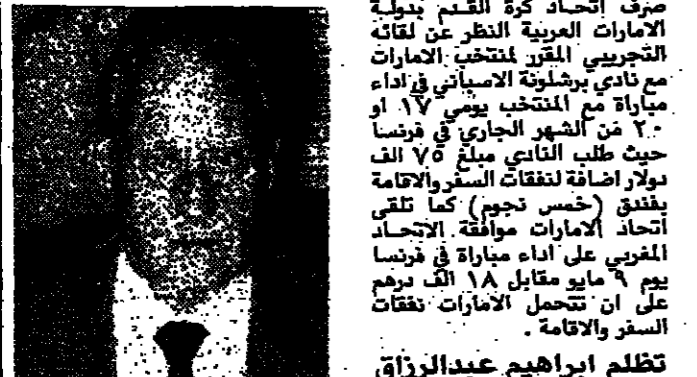 صرف إتحاد كرة القدم بدولة
الامارات العربية النظر عن لقائه
التجريبي المقرر لمنتخب الامارات
مع نادي برشلونة الاسباني في اداء
مباراة مع المنتخب يومي ١٧ او
٢٠ من الشهر الجاري في فرنسا
حيث طلب النادي مبلغ ٧٥ الف
دولار اضافة لنفقات السفر والاقامة
بفندق (خمس نجوم) كما تلقى
اتحاد الامارات موافقة الاتحاد
المغربي على اداء مباراة في فرنسا
يوم ٩ مايو مقابل ١٨ الف درهم
على ان تتحمل الامارات نفقات
السفر والاقامة .
تظلم ابراهيم عبدالرزاق